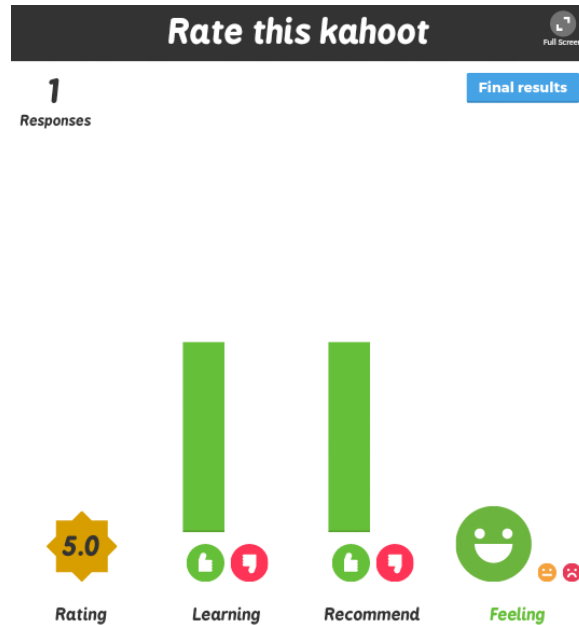 Rate this kahoot
Full Screen
1
Responses
Final results
5.0
Rating
Learning
Recommend
Feeling